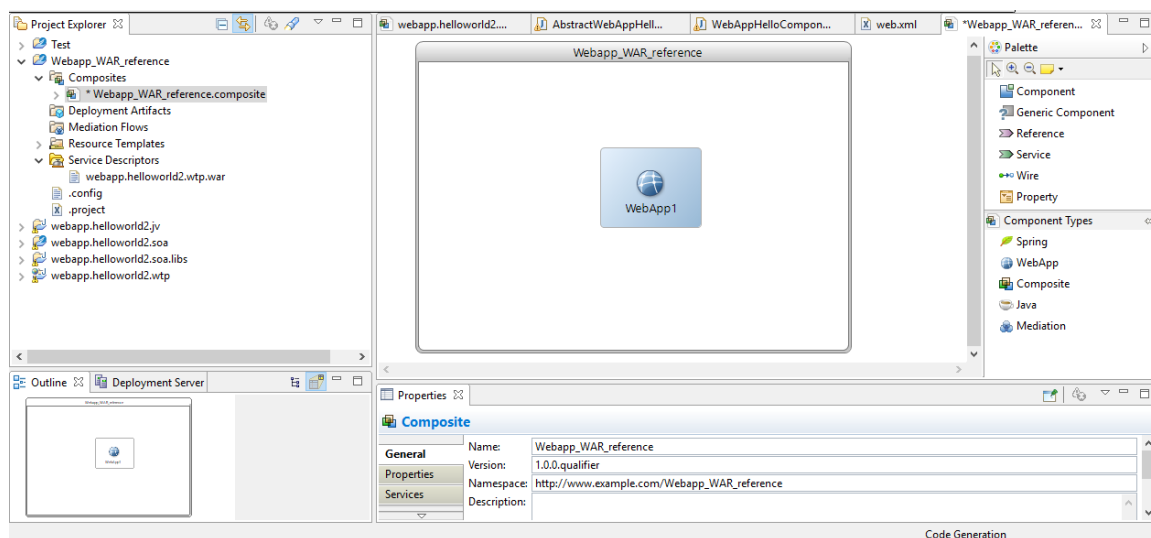 Project Explorer
Test
Webapp_WAR_reference
Composites
* Webapp_WAR_reference.composite
Deployment Artifacts
Mediation Flows
Resource Templates
Service Descriptors
webapp.helloworld2.wtp.war
.config
.project
webapp.helloworld2.jv
webapp.helloworld2.soa
webapp.helloworld2.soa.libs
webapp.helloworld2.wtp
Outline
Deployment Server
Webapp_WAR_reference
WebApp1
webapp.helloworld2....
AbstractWebAppHell...
WebAppHelloCompon...
web.xml
*Webapp_WAR_referen...
Webapp_WAR_reference
WebApp1
Palette
Component
Generic Component
Reference
Service
Wire
Property
Component Types
Spring
WebApp
Composite
Java
Mediation
Properties
Composite
General
Properties
Services
Name: Webapp_WAR_reference
Version: 1.0.0.qualifier
Namespace: http://www.example.com/Webapp_WAR_reference
Description:
Code Generation